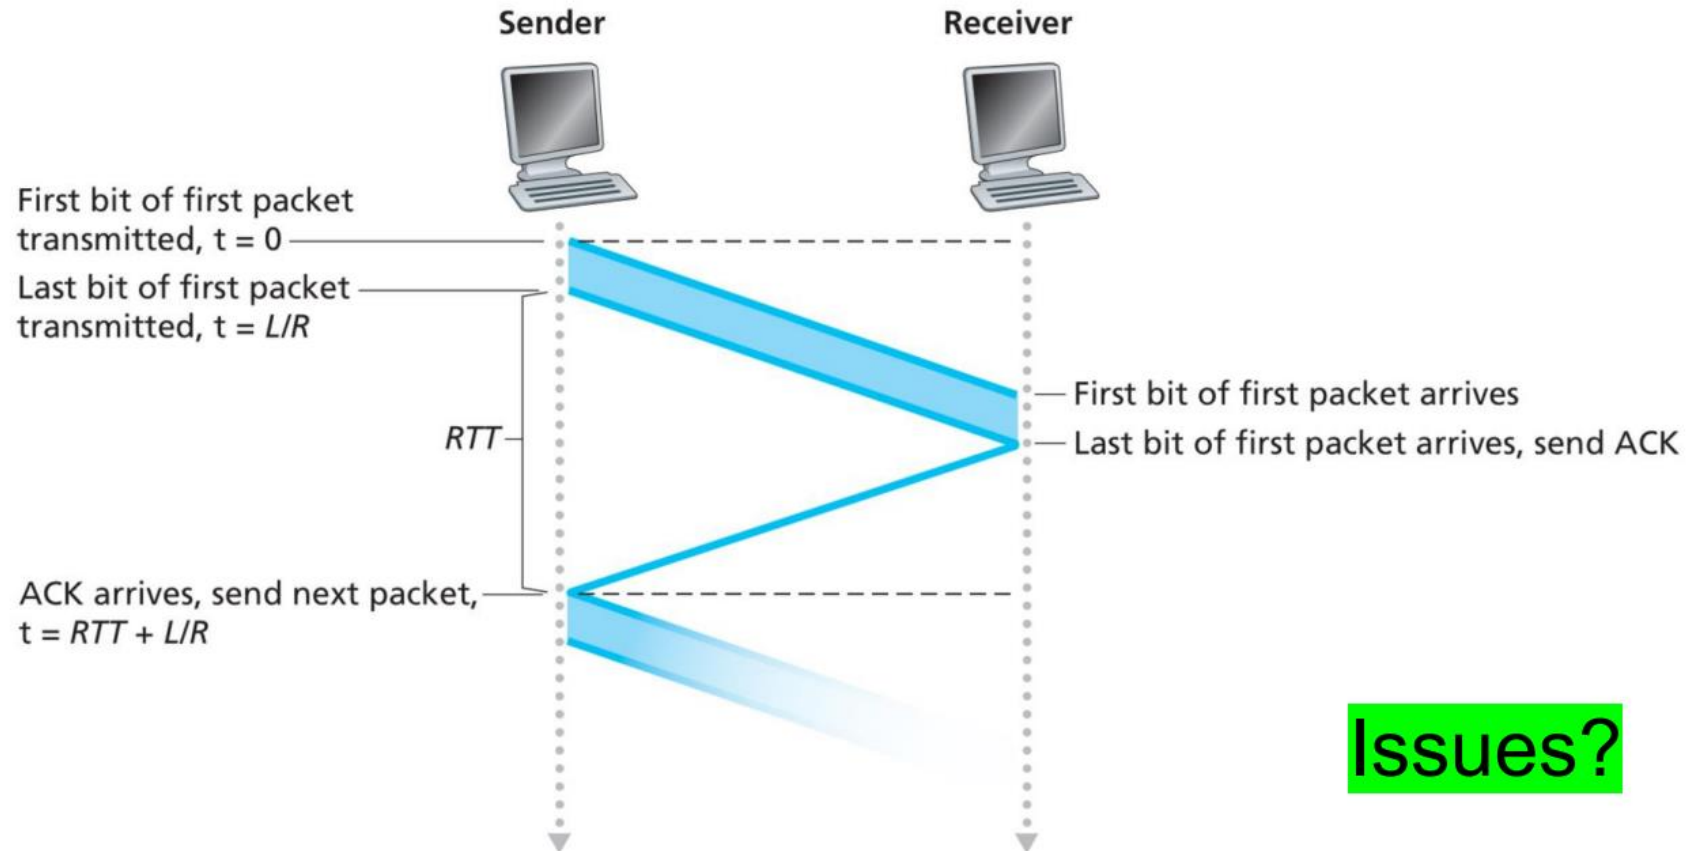 Sender
Receiver
First bit of first packet
transmitted, t = 0
Last bit of first packet
transmitted, t = L/R
First bit of first packet arrives
RTT
Last bit of first packet arrives, send ACK
ACK arrives, send next packet,
t = RTT + L/R
Issues?